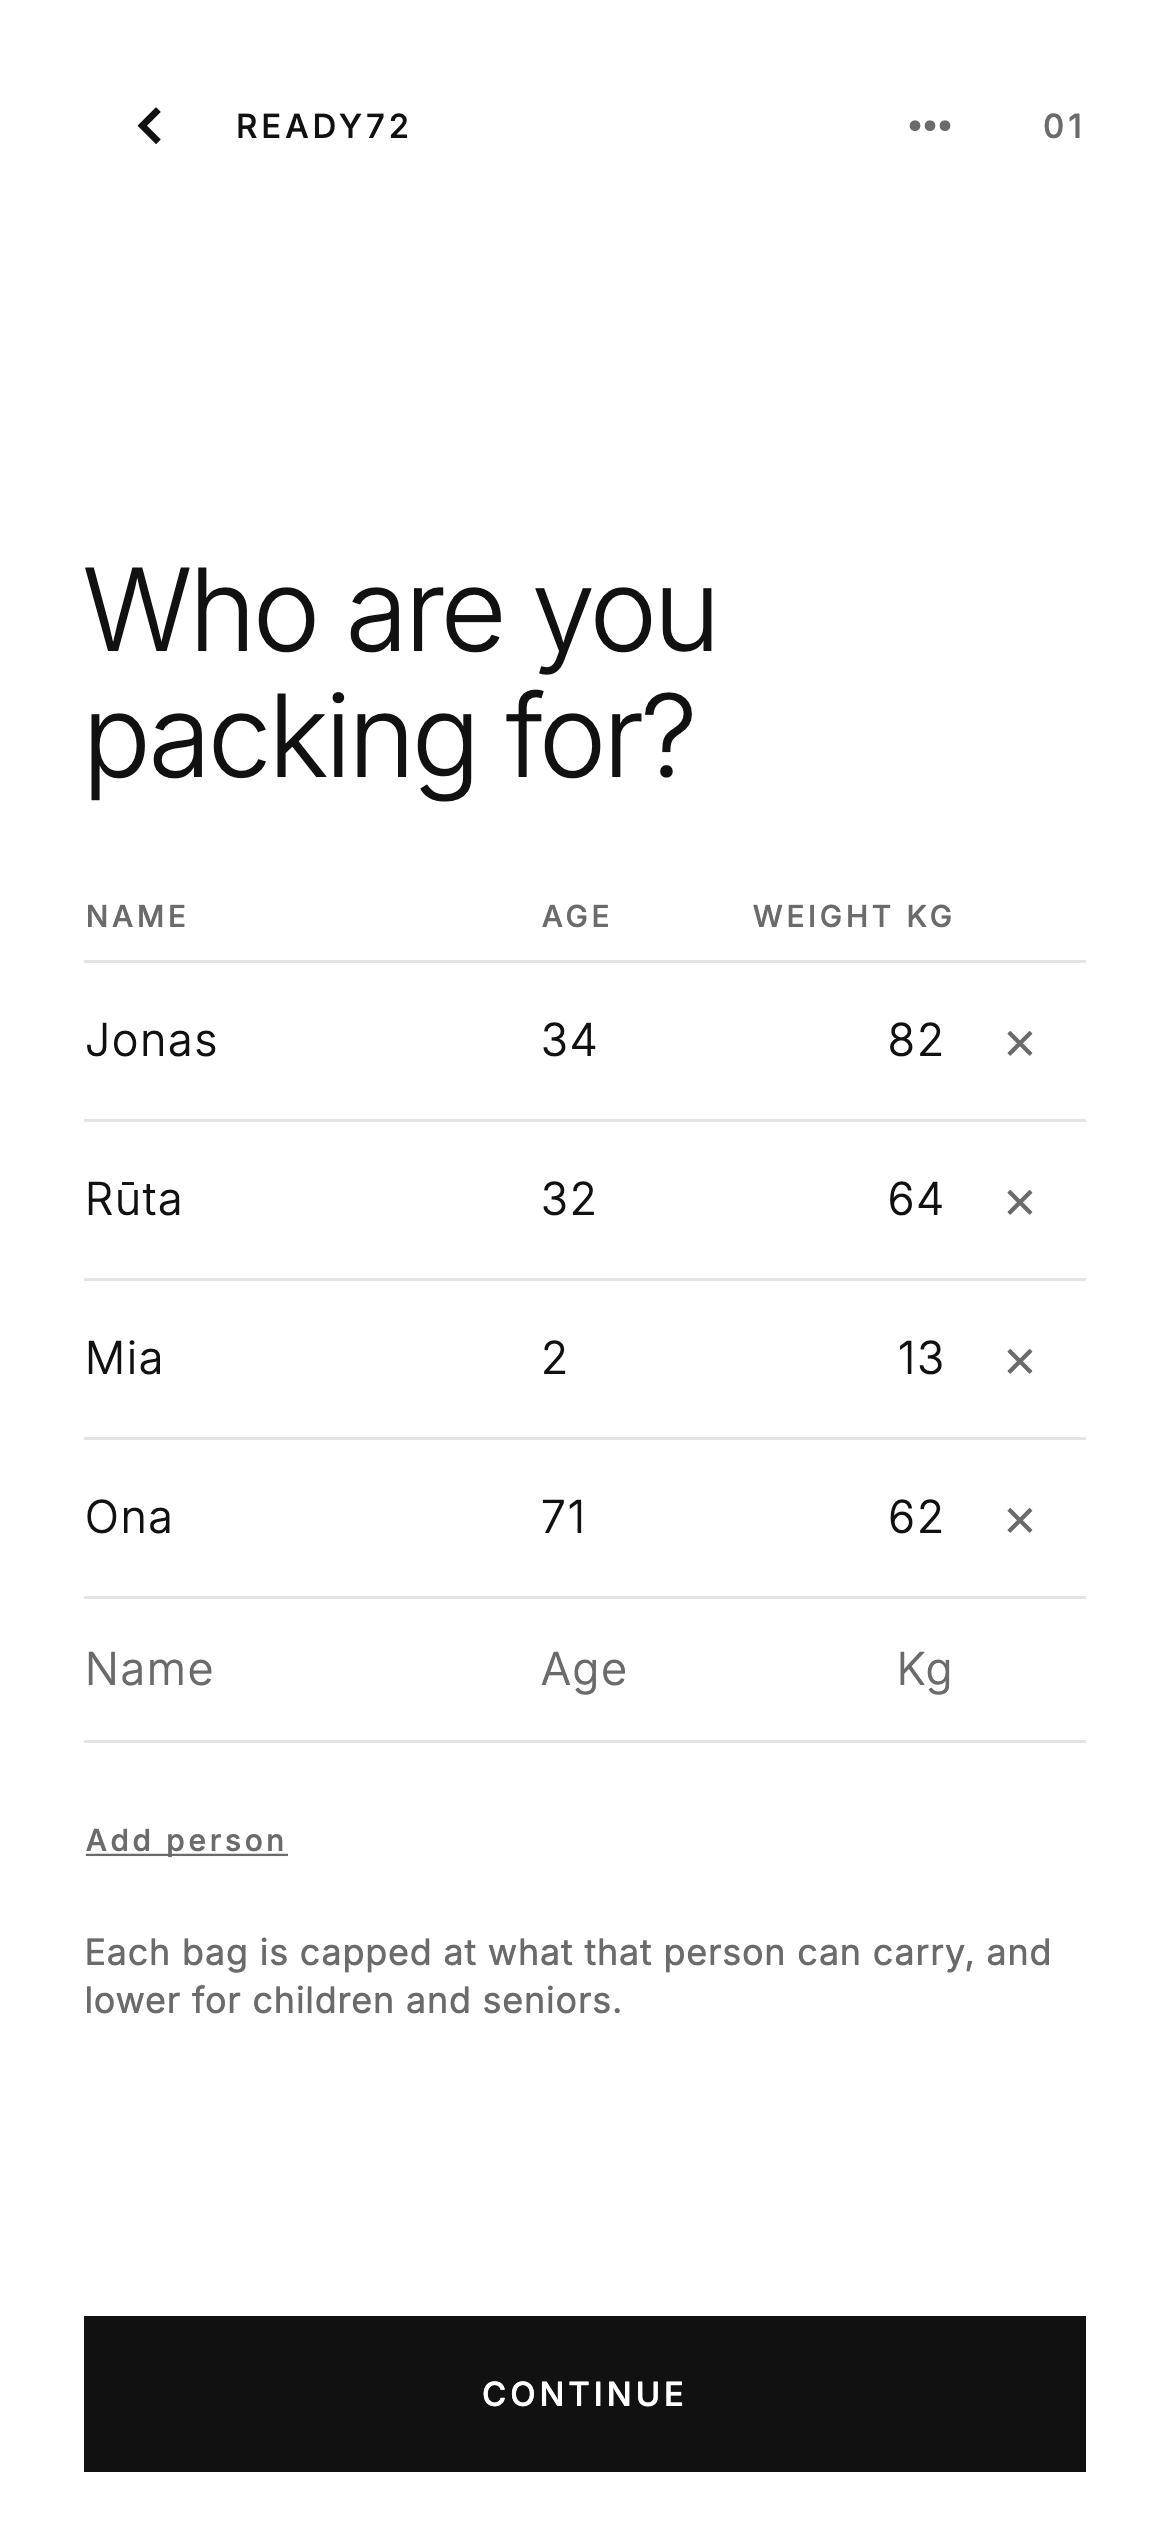 READY72 ••• 01
Who are you
packing for?
NAME AGE WEIGHT KG
Jonas 34 82 ×
Rūta 32 64 ×
Mia 2 13 ×
Ona 71 62 ×
Name Age Kg
Add person
Each bag is capped at what that person can carry, and
lower for children and seniors.
CONTINUE